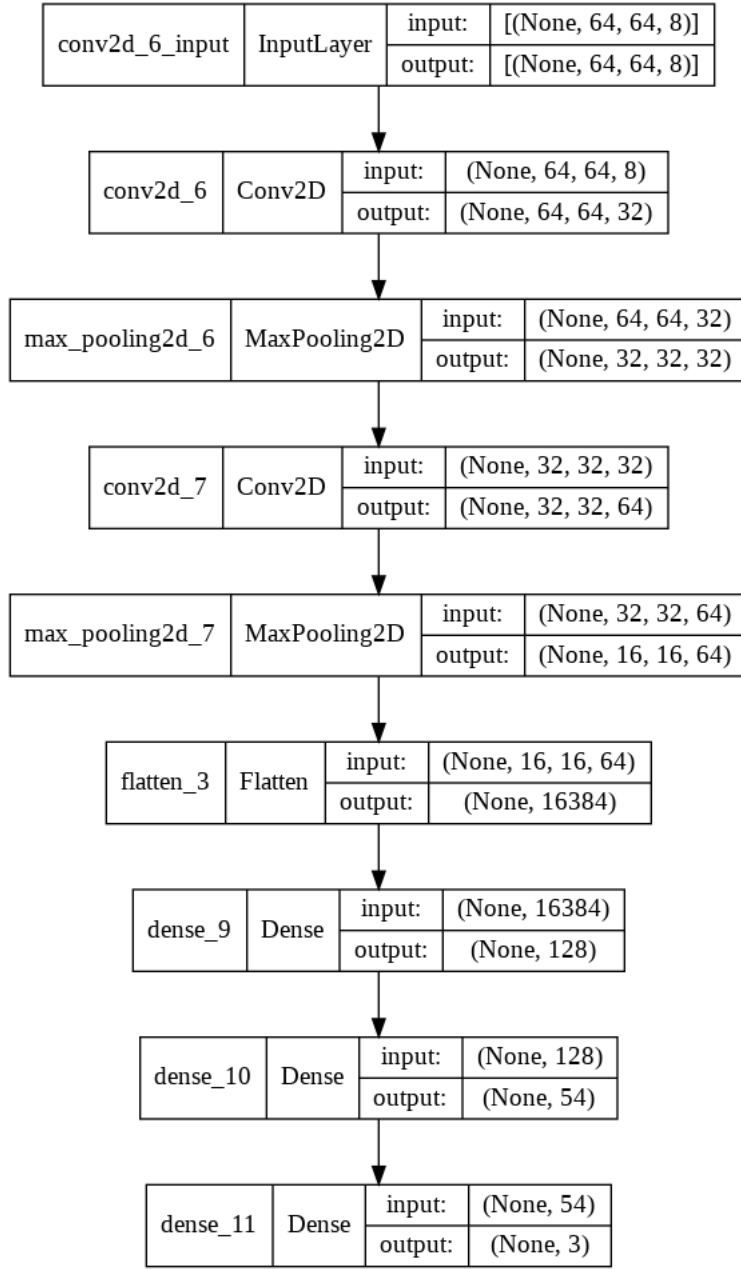 conv2d_6_input InputLayer input: [(None, 64, 64, 8)]
output: [(None, 64, 64, 8)]
conv2d_6 Conv2D input: (None, 64, 64, 8)
output: (None, 64, 64, 32)
max_pooling2d_6 MaxPooling2D input: (None, 64, 64, 32)
output: (None, 32, 32, 32)
conv2d_7 Conv2D input: (None, 32, 32, 32)
output: (None, 32, 32, 64)
max_pooling2d_7 MaxPooling2D input: (None, 32, 32, 64)
output: (None, 16, 16, 64)
flatten_3 Flatten input: (None, 16, 16, 64)
output: (None, 16384)
dense_9 Dense input: (None, 16384)
output: (None, 128)
dense_10 Dense input: (None, 128)
output: (None, 54)
dense_11 Dense input: (None, 54)
output: (None, 3)